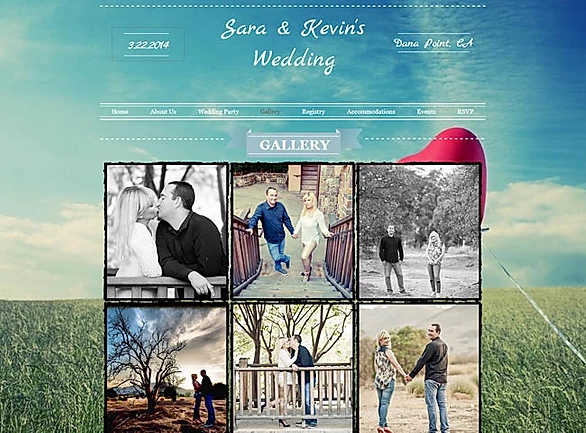 3.22.2014
Sara & Kevin's
Wedding
Dana Point, CA
Home About Us Wedding Party Gallery Registry Accommodations Events RSVP
GALLERY